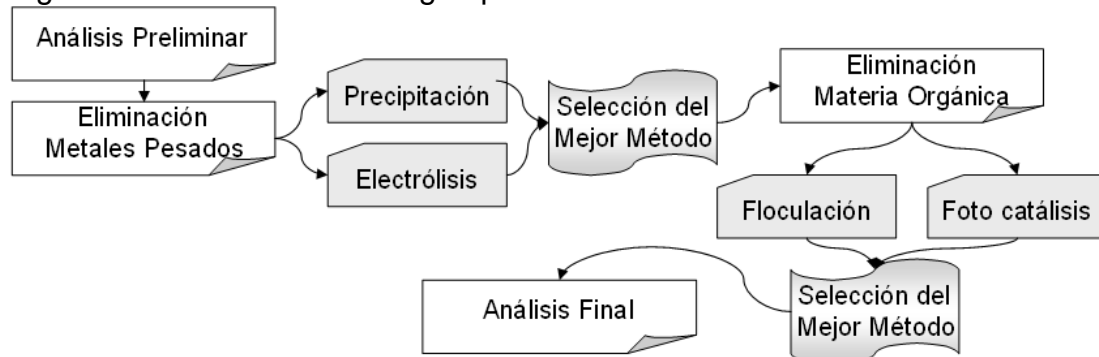 Análisis Preliminar
Eliminación
Metales Pesados
Precipitación
Electrólisis
Selección del
Mejor Método
Eliminación
Materia Orgánica
Floculación
Foto catálisis
Selección del
Mejor Método
Análisis Final